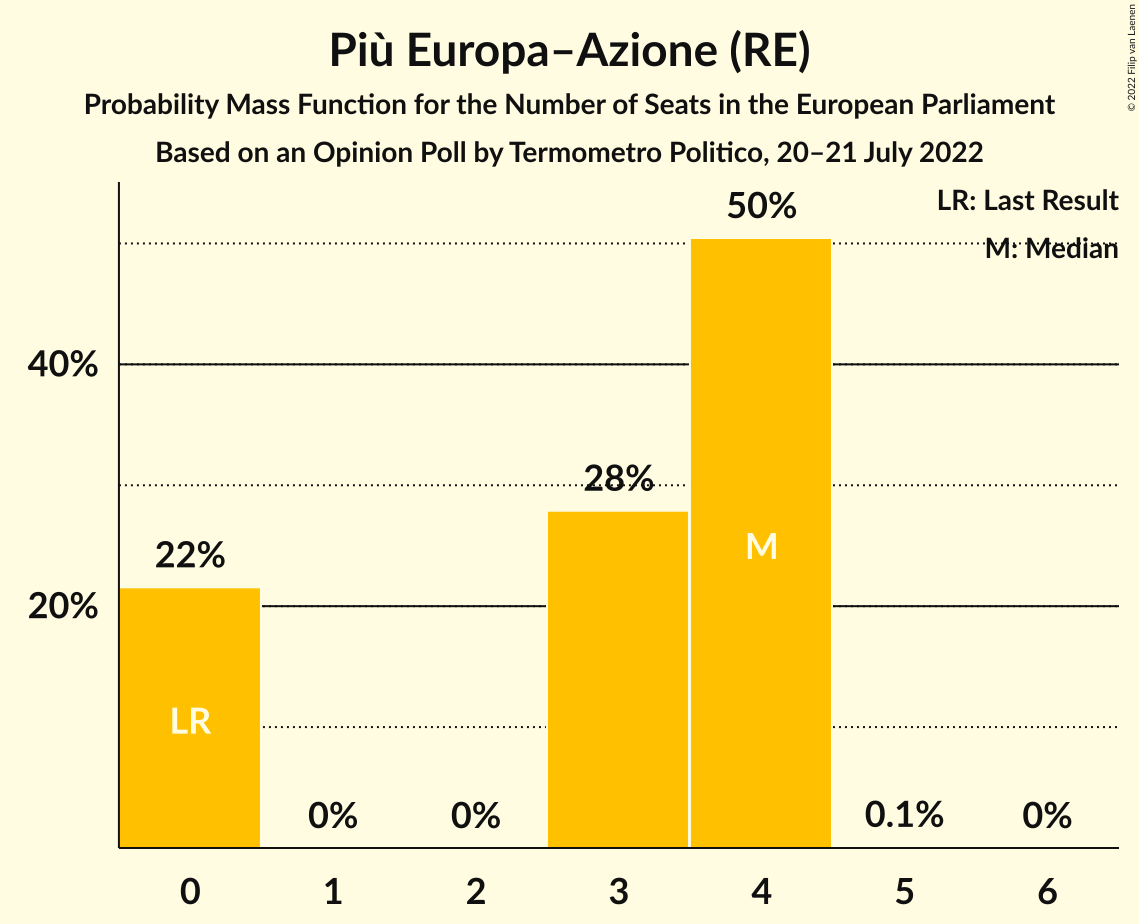 Più Europa–Azione (RE)
Probability Mass Function for the Number of Seats in the European Parliament
Based on an Opinion Poll by Termometro Politico, 20–21 July 2022
© 2022 Filip van Laenen
LR: Last Result
M: Median
50%
40%
28%
M
22%
20%
LR
0%
0%
0.1%
0%
0 1 2 3 4 5 6